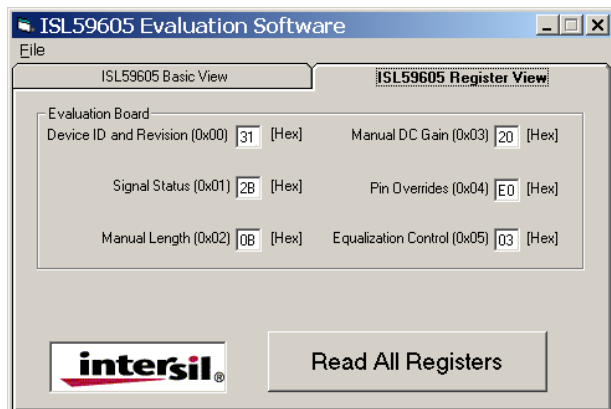 ISL59605 Evaluation Software
File
ISL59605 Basic View
ISL59605 Register View
Evaluation Board
Device ID and Revision (0x00) 31 [Hex]
Manual DC Gain (0x03) 20 [Hex]
Signal Status (0x01) 2B [Hex]
Pin Overrides (0x04) E0 [Hex]
Manual Length (0x02) 0B [Hex]
Equalization Control (0x05) 03 [Hex]
intersil®
Read All Registers